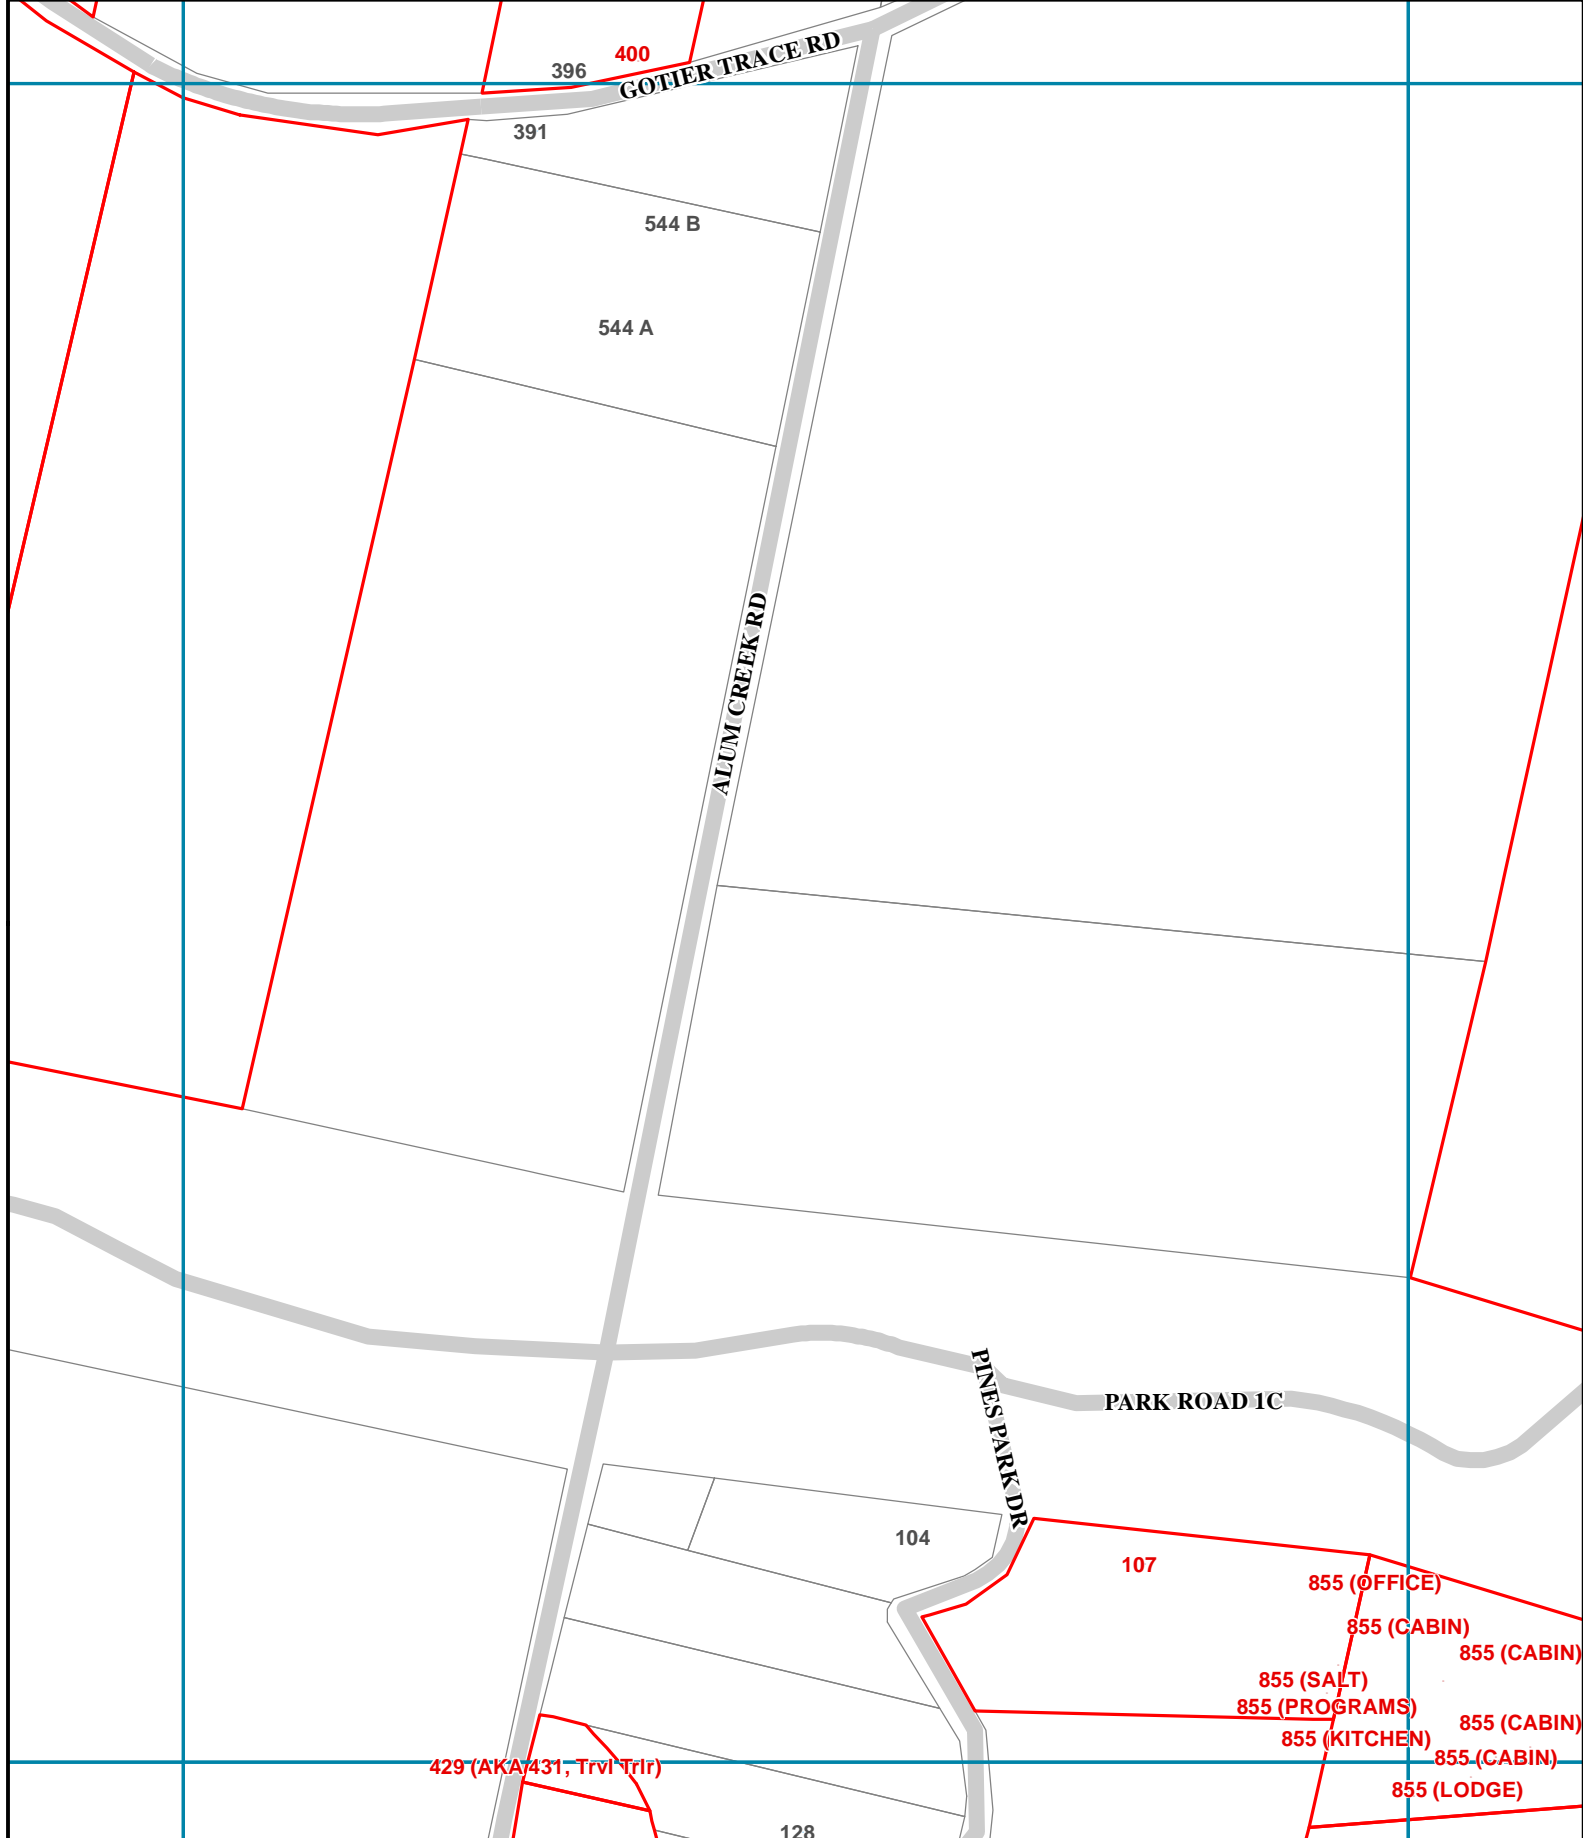 400
GOTIER TRACE RD
396
391
544 B
544 A
ALUM CREEK RD
PINES PARK DR
PARK ROAD 1C
104
107
855 (OFFICE)
855 (CABIN)
855 (CABIN)
855 (SALT)
855 (PROGRAMS)
855 (CABIN)
855 (KITCHEN)
855 (CABIN)
429 (AKA 431, Trvl Trlr)
855 (LODGE)
128